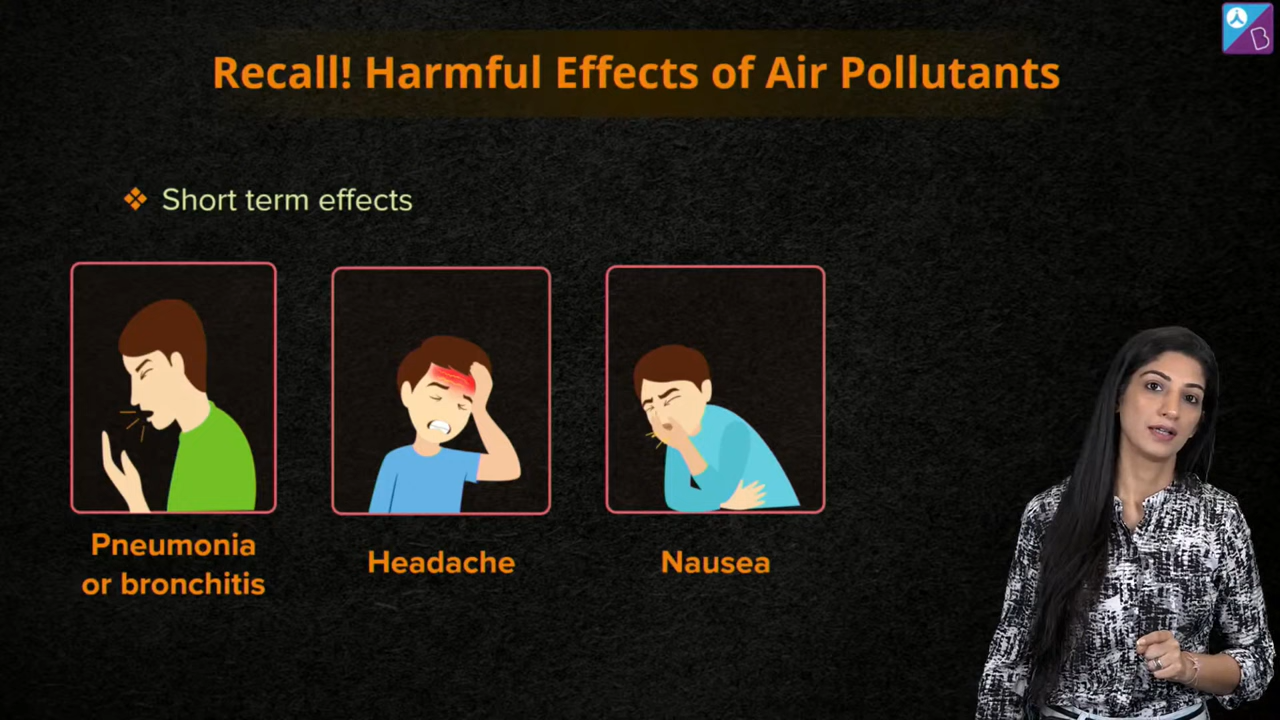 Recall! Harmful Effects of Air Pollutants
Short term effects
Pneumonia
or bronchitis
Headache
Nausea
B